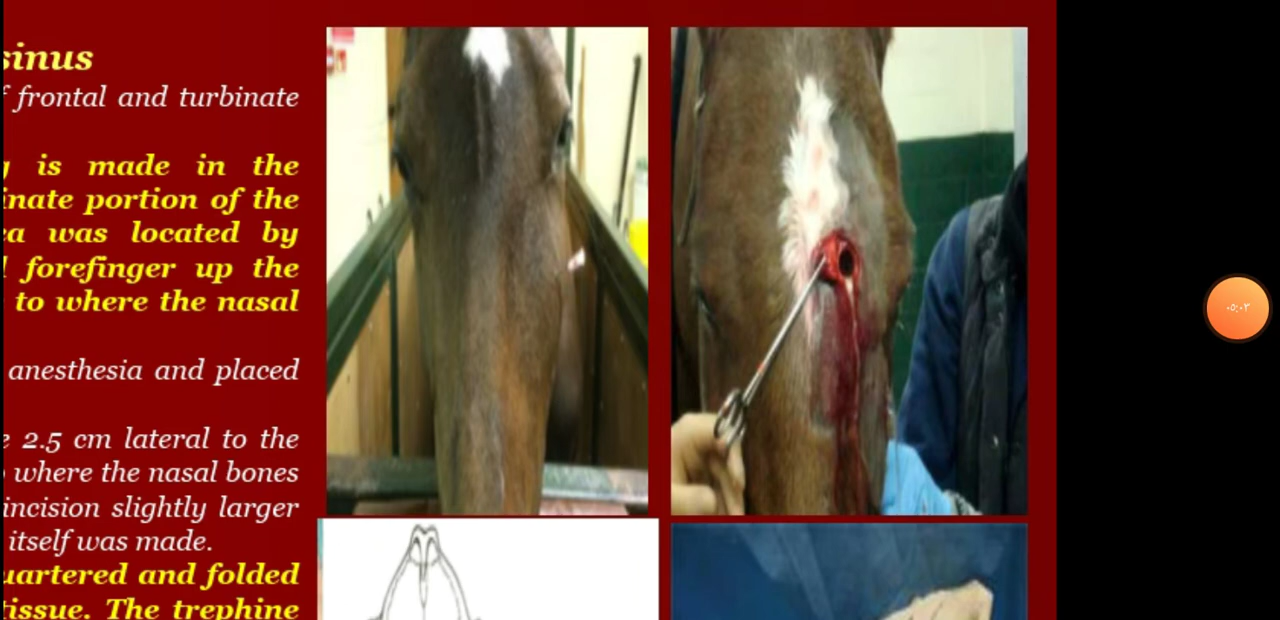 sinus
frontal and turbinate
is made in the
portion of the
was located by
forefinger up the
to where the nasal
anesthesia and placed
2.5 cm lateral to the
where the nasal bones
incision slightly larger
itself was made.
and folded
tissue. The trephine
٠٥:٠٣